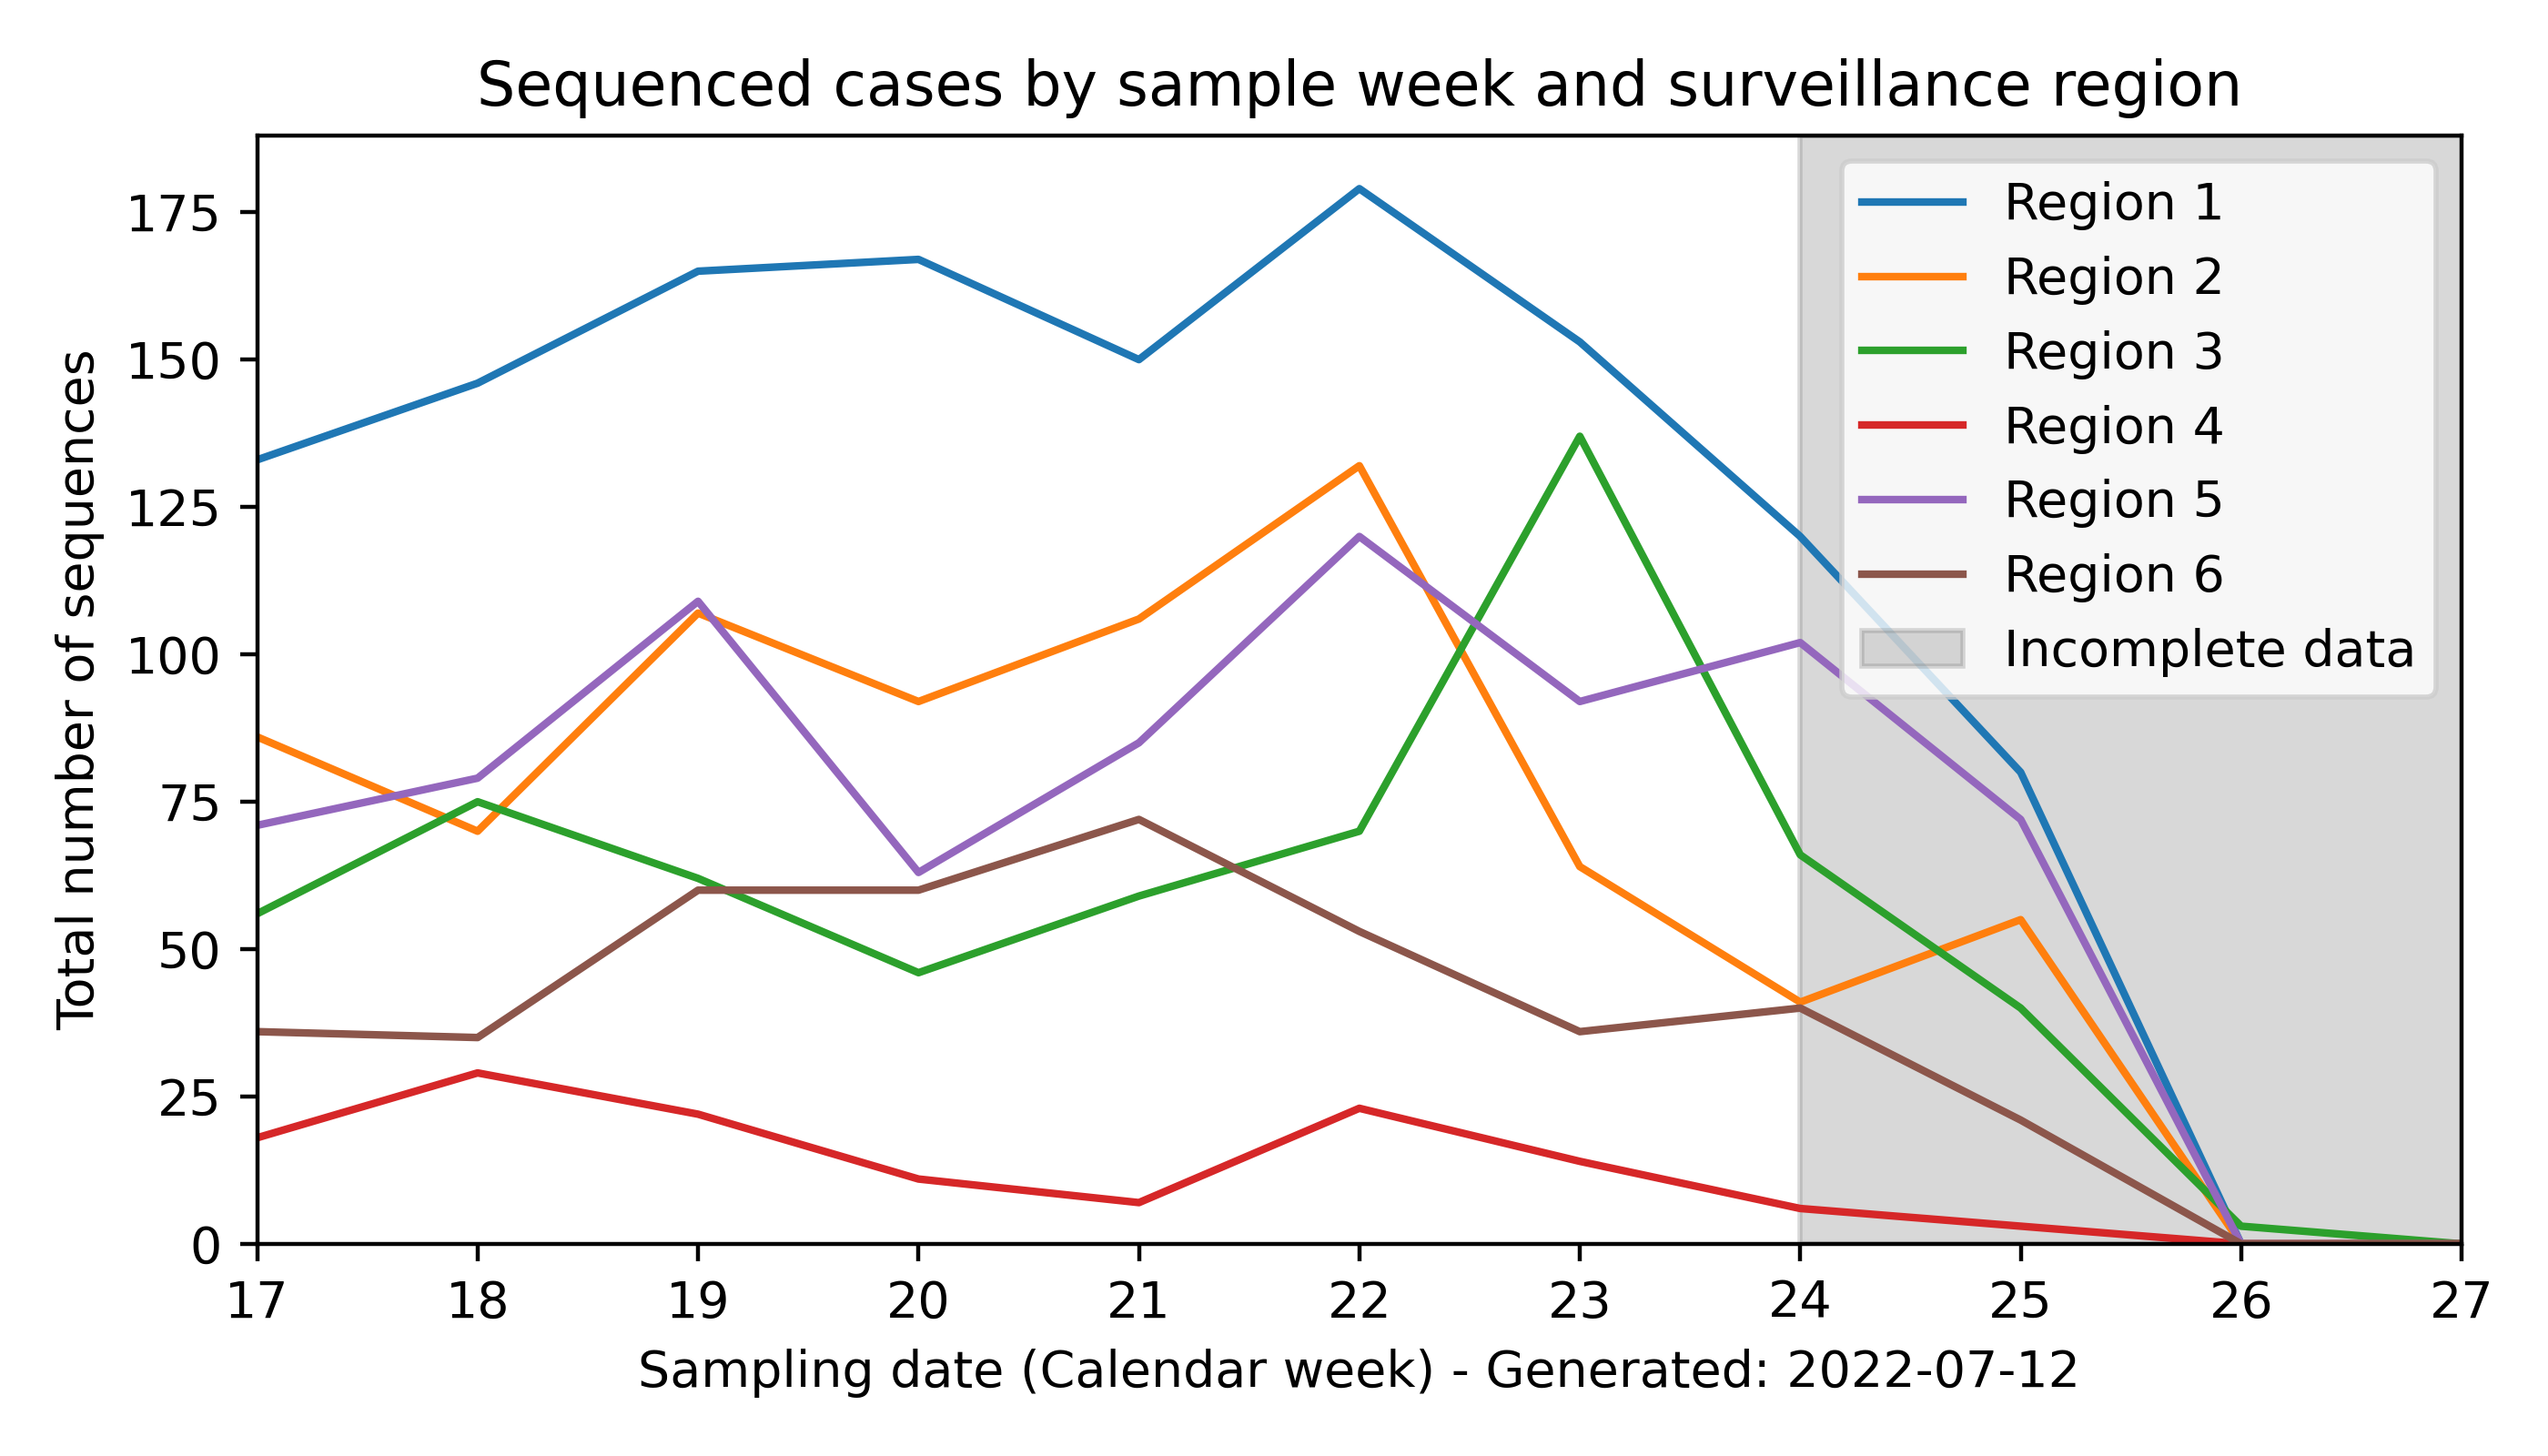 Sequenced cases by sample week and surveillance region
Total number of sequences
175
150
125
100
75
50
25
0
17 18 19 20 21 22 23 24 25 26 27
Sampling date (Calendar week) - Generated: 2022-07-12
Region 1
Region 2
Region 3
Region 4
Region 5
Region 6
Incomplete data